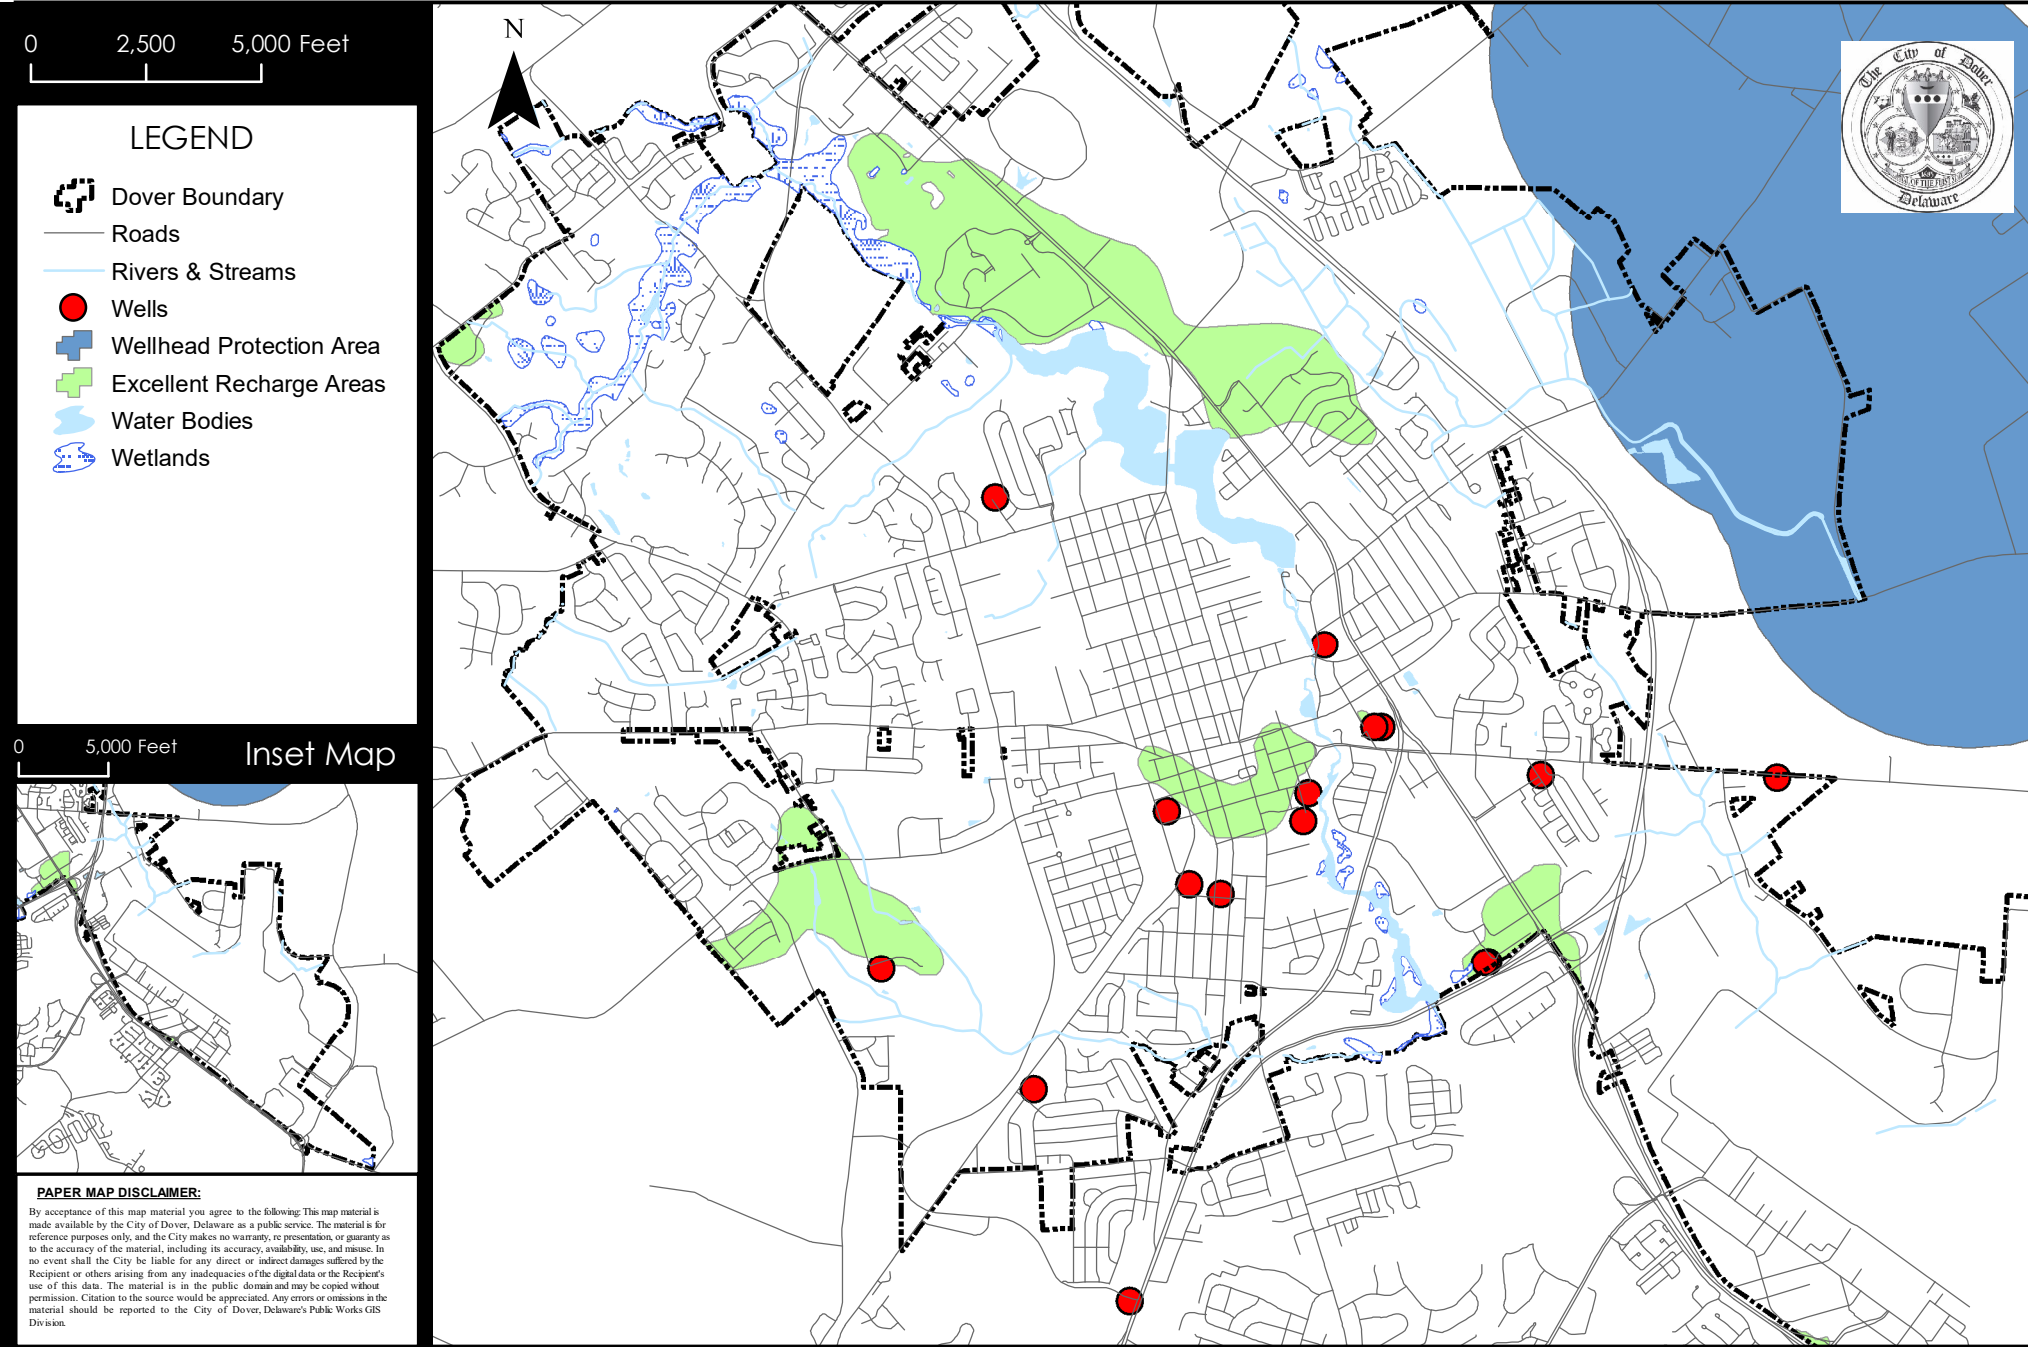 0 2,500 5,000 Feet
LEGEND
Dover Boundary
Roads
Rivers & Streams
Wells
Wellhead Protection Area
Excellent Recharge Areas
Water Bodies
Wetlands
0 5,000 Feet Inset Map
PAPER MAP DISCLAIMER:
By acceptance of this map material you agree to the following: This map material is
made available by the City of Dover, Delaware as a public service. The material is for
reference purposes only, and the City makes no warranty, re presentation, or guaranty as
to the accuracy of the material, including its accuracy, availability, use, and misuse. In
no event shall the City be liable for any direct or indirect damages suffered by the
Recipient or others arising from any inadequacies of the digital data or the Recipient's
use of this data. The material is in the public domain and may be copied without
permission. Citation to the source would be appreciated. Any errors or omissions in the
material should be reported to the City of Dover, Delaware's Public Works GIS
Division.
N
The City of Dover
Delaware